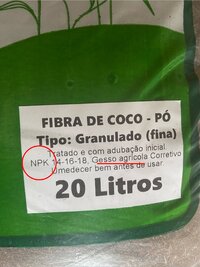 FIBRA DE COCO - PÓ
Tipo: Granulado (fina)
Tratado e com adubação inicial
NPK 14-16-18, Gesso agrícola Corretivo
Umedecer bem antes de usar.
20 Litros